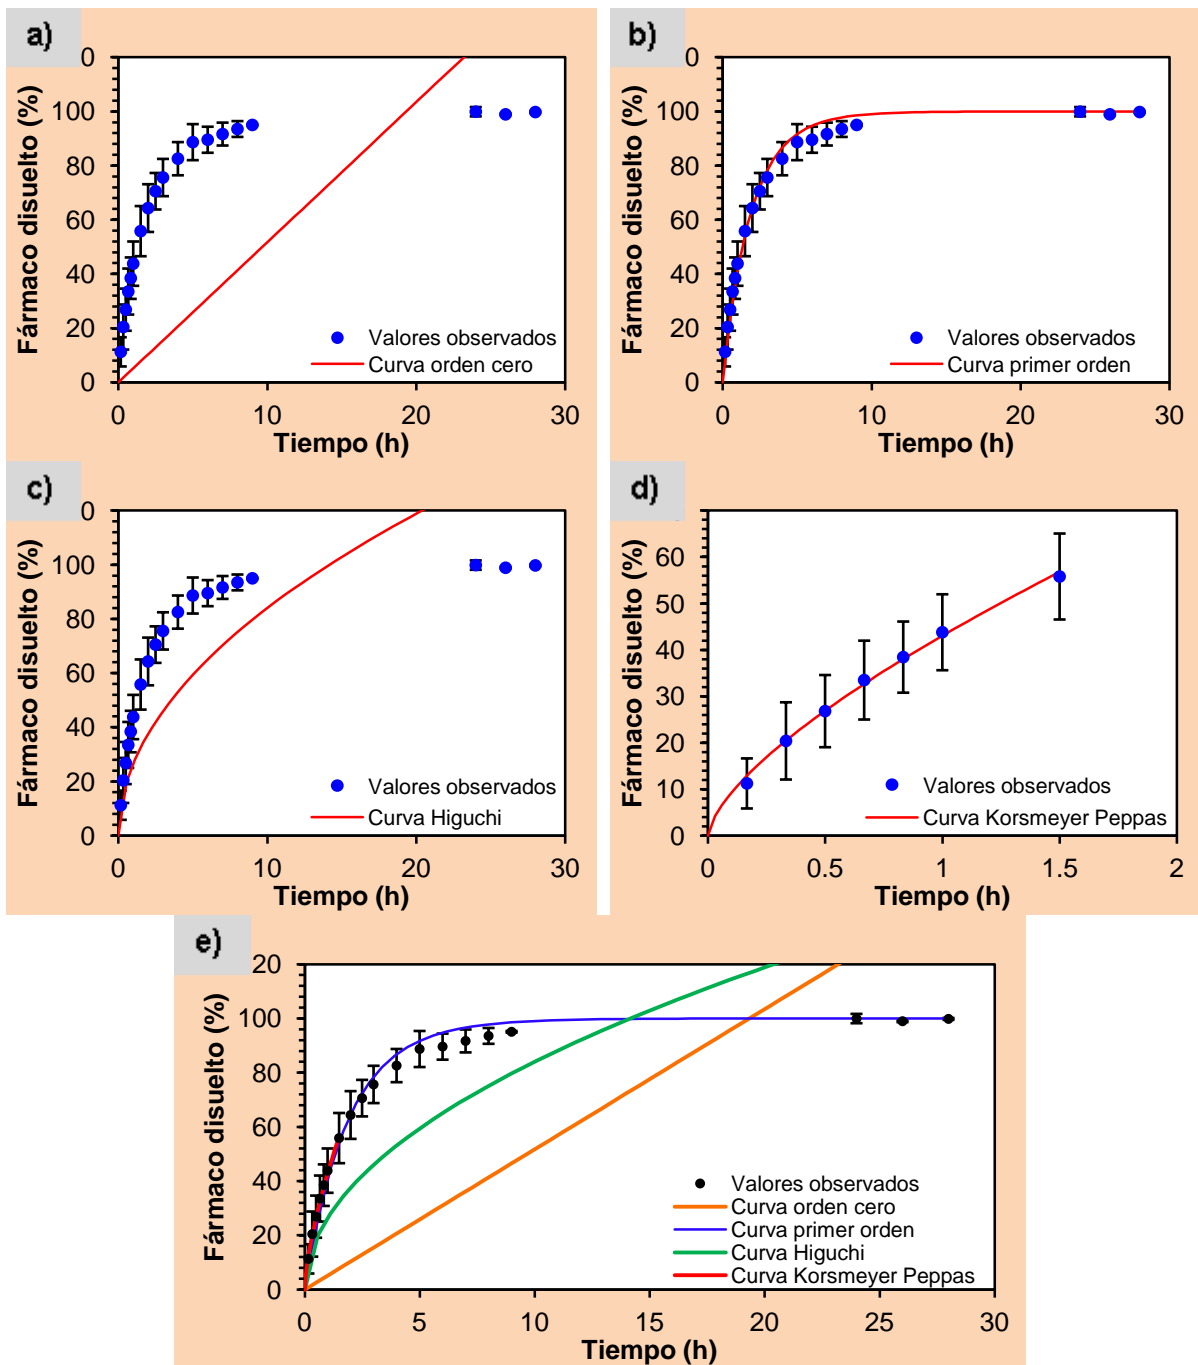 a)
0
100
80
60
40
20
0
Fármaco disuelto (%)
Valores observados
Curva orden cero
0 10 20 30
Tiempo (h)
b)
0
100
80
60
40
20
0
Fármaco disuelto (%)
Valores observados
Curva primer orden
0 10 20 30
Tiempo (h)
c)
0
100
80
60
40
20
0
Fármaco disuelto (%)
Valores observados
Curva Higuchi
0 10 20 30
Tiempo (h)
d)
60
50
40
30
20
10
0
Fármaco disuelto (%)
Valores observados
Curva Korsmeyer Peppas
0 0.5 1 1.5 2
Tiempo (h)
e)
20
100
80
60
40
20
0
Fármaco disuelto (%)
Valores observados
Curva orden cero
Curva primer orden
Curva Higuchi
Curva Korsmeyer Peppas
0 5 10 15 20 25 30
Tiempo (h)